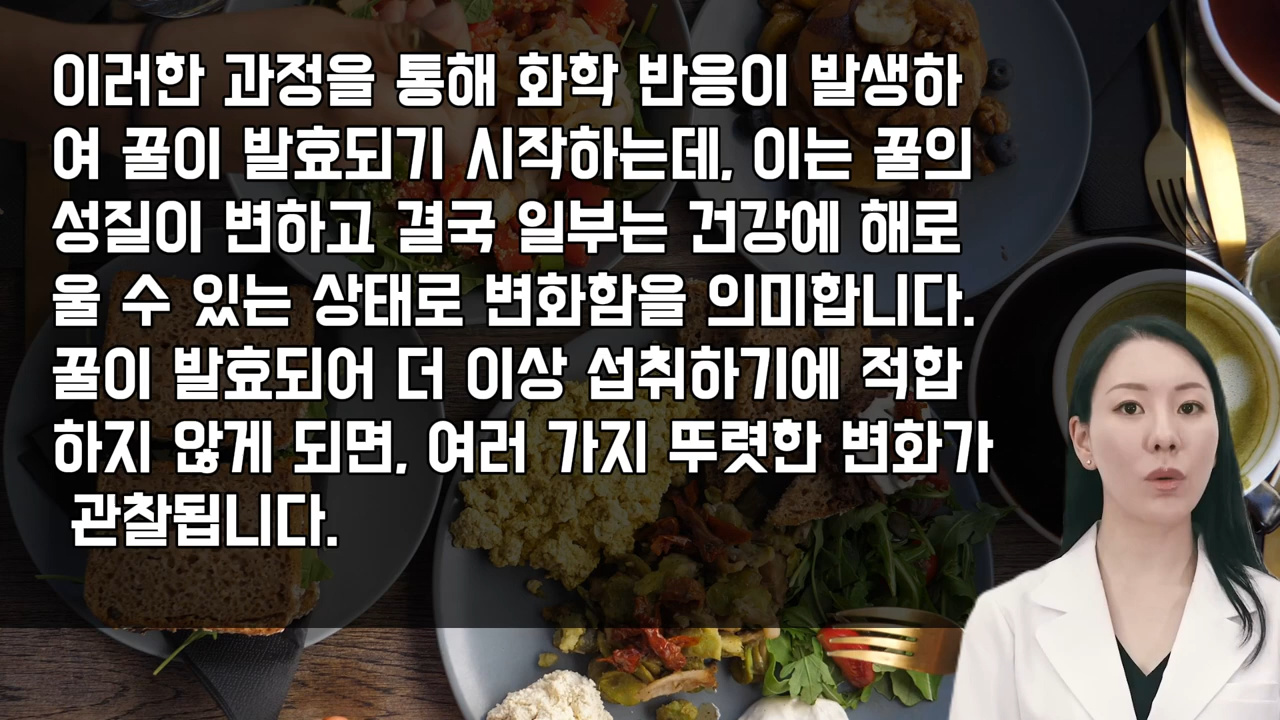 이러한 과정을 통해 화학 반응이 발생하
여 꿀이 발효되기 시작하는데, 이는 꿀의
성질이 변하고 결국 일부는 건강에 해로
울 수 있는 상태로 변화함을 의미합니다.
꿀이 발효되어 더 이상 섭취하기에 적합
하지 않게 되면, 여러 가지 뚜렷한 변화가
관찰됩니다.